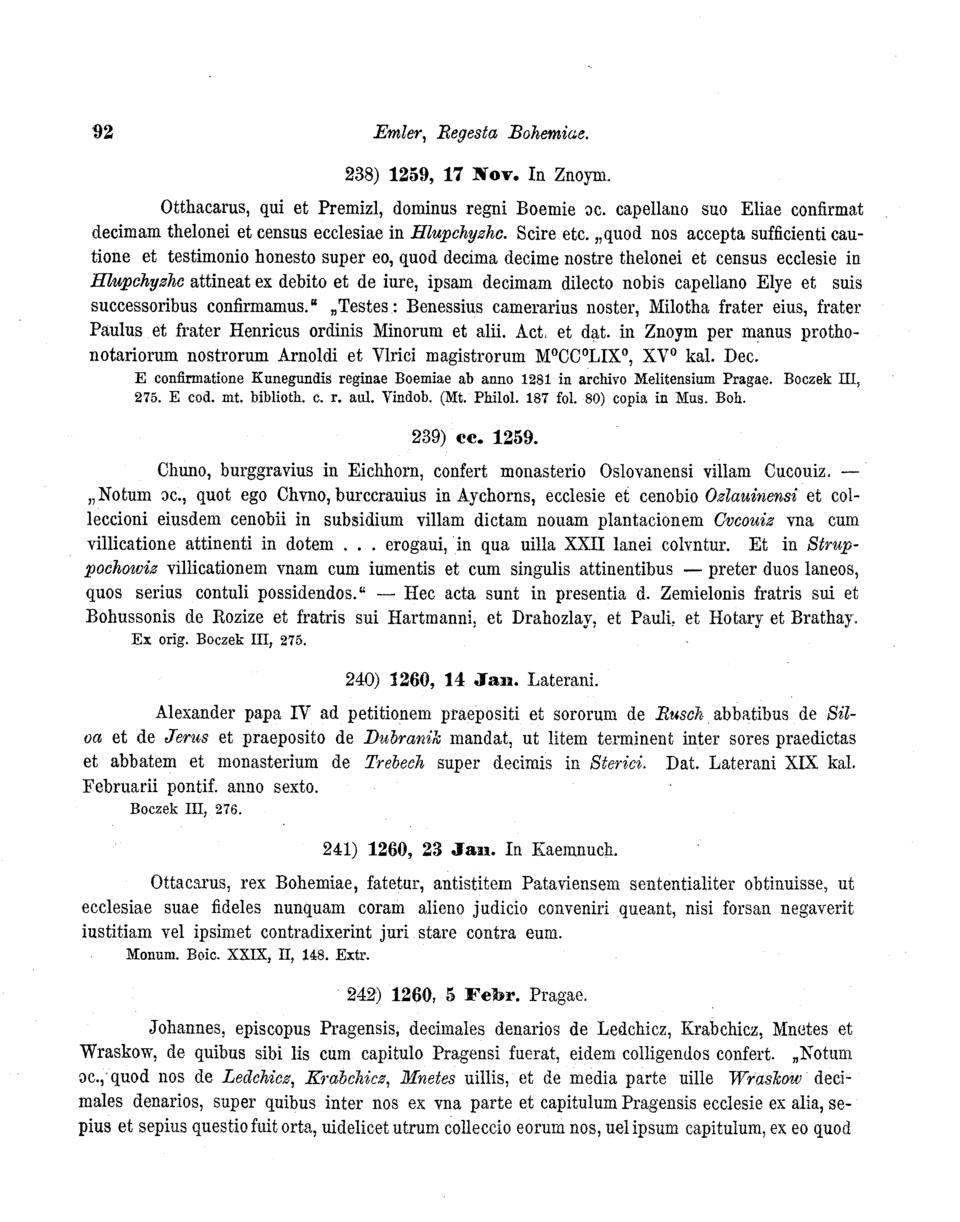 92
Emler, Regesta Bohemiae.
238) 1259, 17 Nov. In Znoym.
Otthacarus, qui et Premizl, dominus regni Boemie ɔc. capellano suo Eliae confirmat
decimam thelonei et census ecclesiae in Hlupchyzhc. Scire etc. „quod nos accepta sufficienti cau-
tione et testimonio honesto super eo, quod decima decime nostre thelonei et census ecclesie in
Hlupchyzhc attineat ex debito et de iure, ipsam decimam dilecto nobis capellano Elye et suis
successoribus confirmamus.“ „Testes: Benessius camerarius noster, Milotha frater eius, frater
Paulus et frater Henricus ordinis Minorum et alii. Act. et dat. in Znoym per manus protho-
notariorum nostrorum Arnoldi et Vlrici magistrorum M⁰CC⁰LIX⁰, XV⁰ kal. Dec.
E confirmatione Kunegundis reginae Boemiae ab anno 1281 in archivo Melitensium Pragae. Boczek III,
275. E cod. mt. biblioth. c. r. aul. Vindob. (Mt. Philol. 187 fol. 80) copia in Mus. Boh.
239) cc. 1259.
Chuno, burggravius in Eichhorn, confert monasterio Oslovanensi villam Cucouiz. —
„Notum ɔc., quot ego Chvno, burccrauius in Aychorns, ecclesie et cenobio Ozlauinensi et col-
leccioni eiusdem cenobii in subsidium villam dictam nouam plantacionem Cvcouiz vna cum
villicatione attinenti in dotem . . . erogaui, in qua uilla XXII lanei colvntur. Et in Strup-
pochowiz villicationem vnam cum iumentis et cum singulis attinentibus — preter duos laneos,
quos serius contuli possidendos.“ — Hec acta sunt in presentia d. Zemielonis fratris sui et
Bohussonis de Rozize et fratris sui Hartmanni, et Drahozlay, et Pauli, et Hotary et Brathay.
Ex orig. Boczek III, 275.
240) 1260, 14 Jan. Laterani.
Alexander papa IV ad petitionem praepositi et sororum de Rusch abbatibus de Sil-
oa et de Jerus et praeposito de Dubranik mandat, ut litem terminent inter sores praedictas
et abbatem et monasterium de Trebech super decimis in Sterici. Dat. Laterani XIX kal.
Februarii pontif. anno sexto.
Boczek III, 276.
241) 1260, 23 Jan. In Kaemnuch.
Ottacarus, rex Bohemiae, fatetur, antistitem Pataviensem sententialiter obtinuisse, ut
ecclesiae suae fideles nunquam coram alieno judicio conveniri queant, nisi forsan negaverit
iustitiam vel ipsimet contradixerint juri stare contra eum.
Monum. Boic. XXIX, II, 148. Extr.
242) 1260, 5 Febr. Pragae.
Johannes, episcopus Pragensis, decimales denarios de Ledchicz, Krabchicz, Mnetes et
Wraskow, de quibus sibi lis cum capitulo Pragensi fuerat, eidem colligendos confert. „Notum
ɔc., quod nos de Ledchicz, Krabchicz, Mnetes uillis, et de media parte uille Wraskow deci-
males denarios, super quibus inter nos ex vna parte et capitulum Pragensis ecclesie ex alia, se-
pius et sepius questio fuit orta, uidelicet utrum colleccio eorum nos, uel ipsum capitulum, ex eo quod